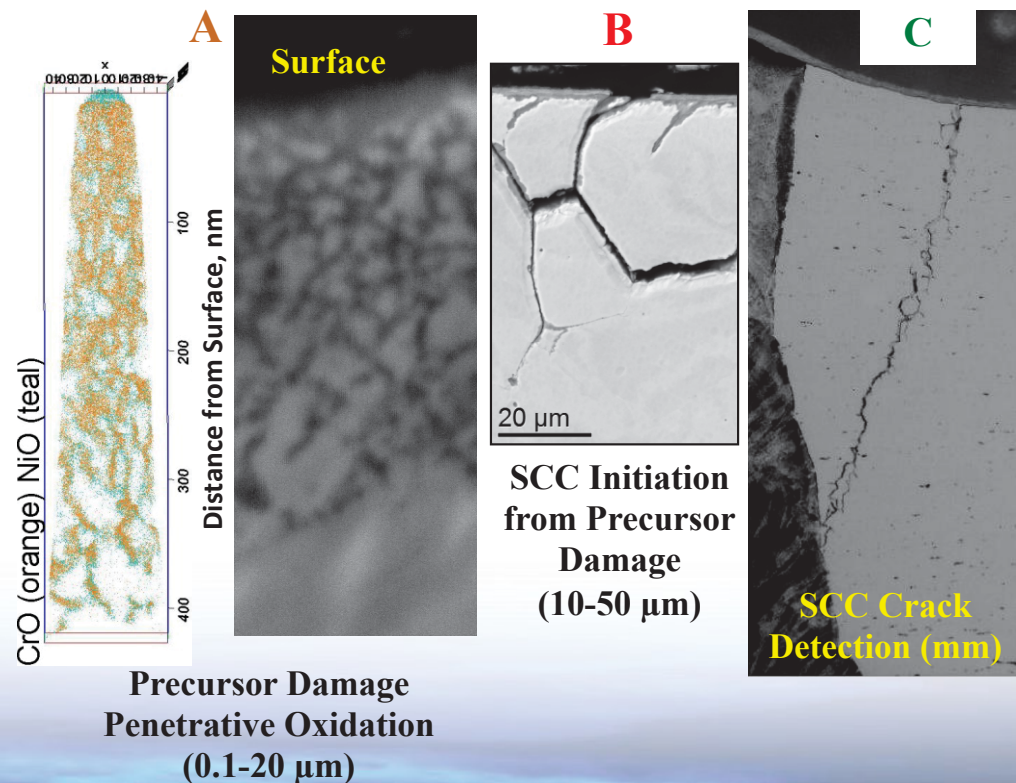 A
B
C
Surface
x
100
200
300
400
CrO (orange) NiO (teal)
Distance from Surface, nm
20 µm
SCC Initiation
from Precursor
Damage
(10-50 µm)
SCC Crack
Detection (mm)
Precursor Damage
Penetrative Oxidation
(0.1-20 µm)